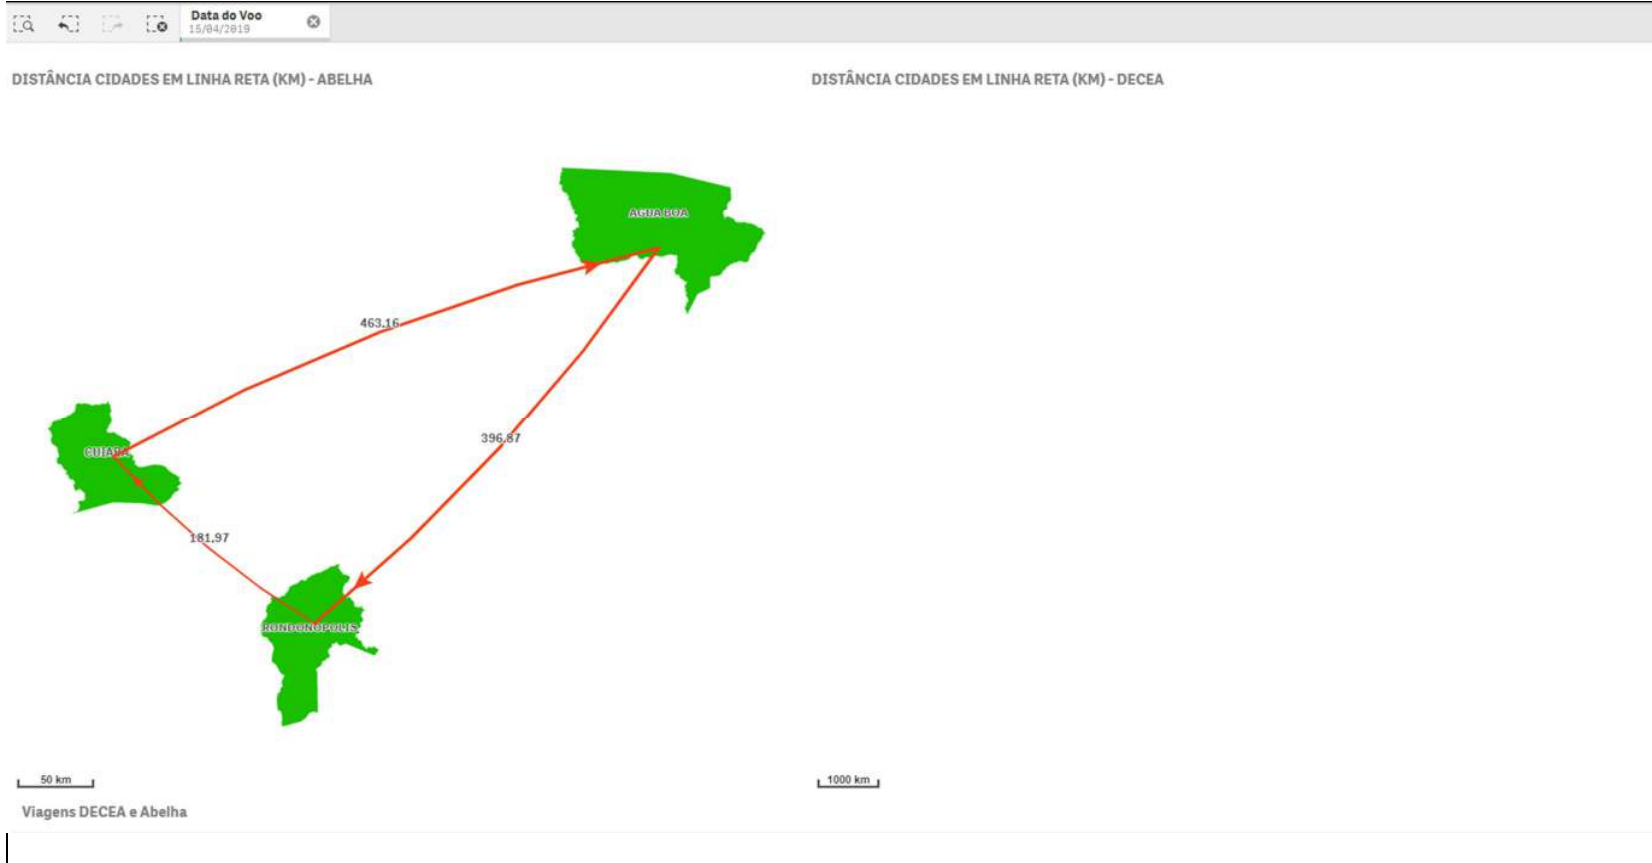 Data do Voo
15/04/2019
DISTÂNCIA CIDADES EM LINHA RETA (KM) - ABELHA
DISTÂNCIA CIDADES EM LINHA RETA (KM) - DECEA
AGUA BOA
463.16
396.87
CUIABA
181.97
RONDONOPOLIS
50 km
1000 km
Viagens DECEA e Abelha